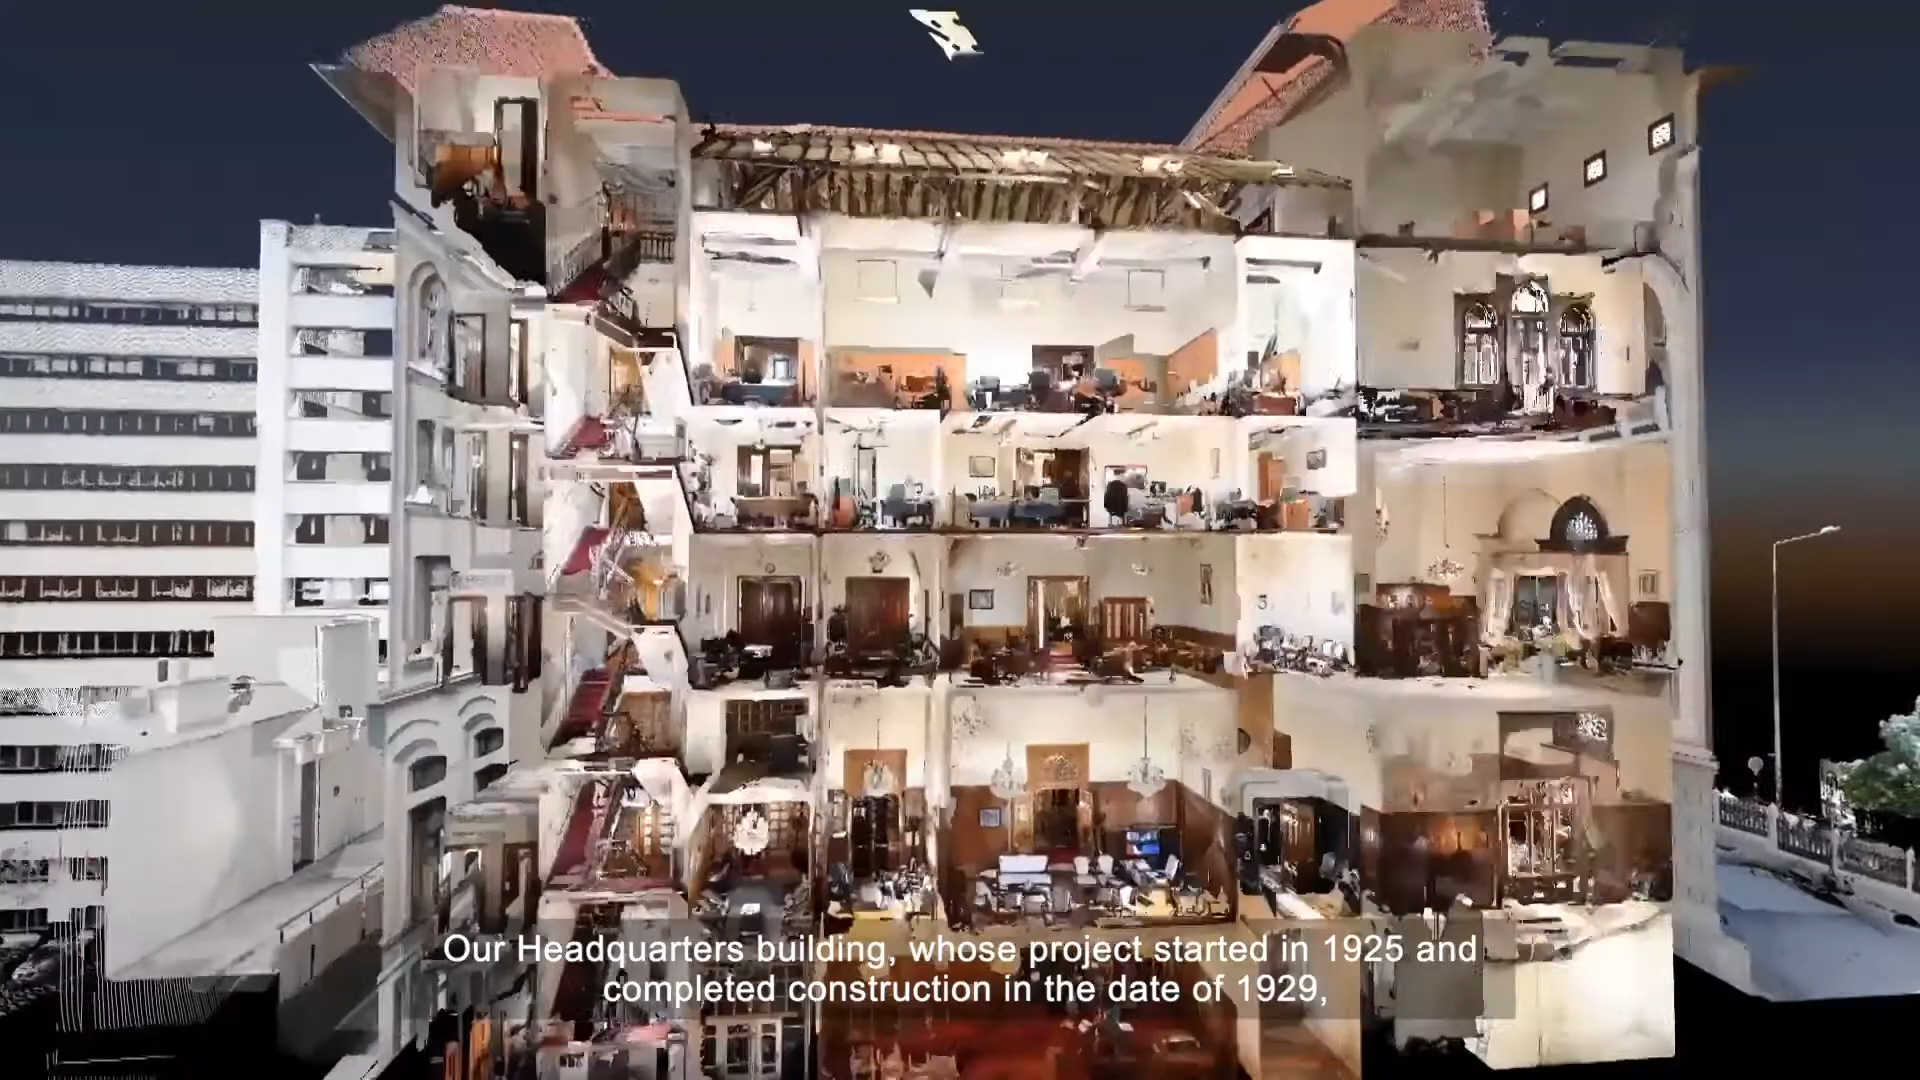 Our Headquarters building, whose project started in 1925 and
completed construction in the date of 1929,